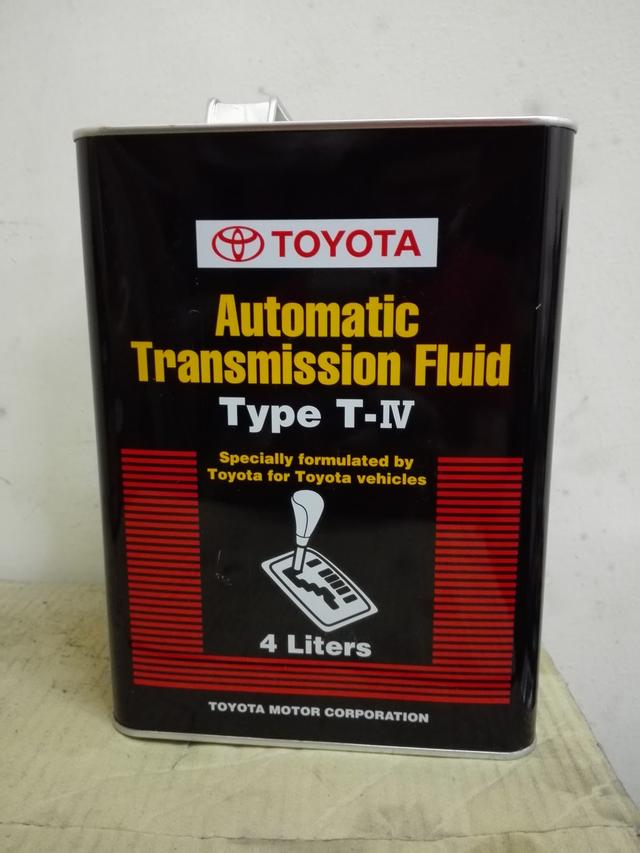 TOYOTA
Automatic
Transmission Fluid
Type T-IV
Specially formulated by
Toyota for Toyota vehicles
4 Liters
TOYOTA MOTOR CORPORATION